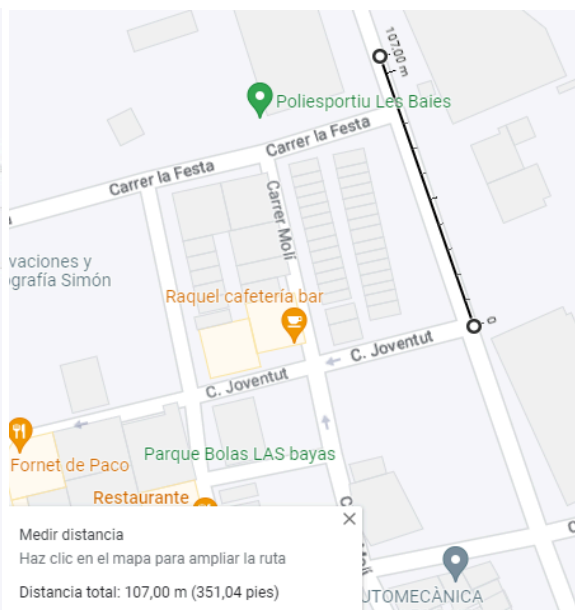 107,00 m
Poliesportiu Les Baies
Carrer la Festa
Carrer la Festa
Carrer Molí
vaciones y
ografía Simón
Raquel cafetería bar
0
C. Joventut
C. Joventut
Parque Bolas LAS bayas
Fornet de Paco
Restaurante
Medir distancia
Haz clic en el mapa para ampliar la ruta
Distancia total: 107,00 m (351,04 pies)
UTOMECÀNICA